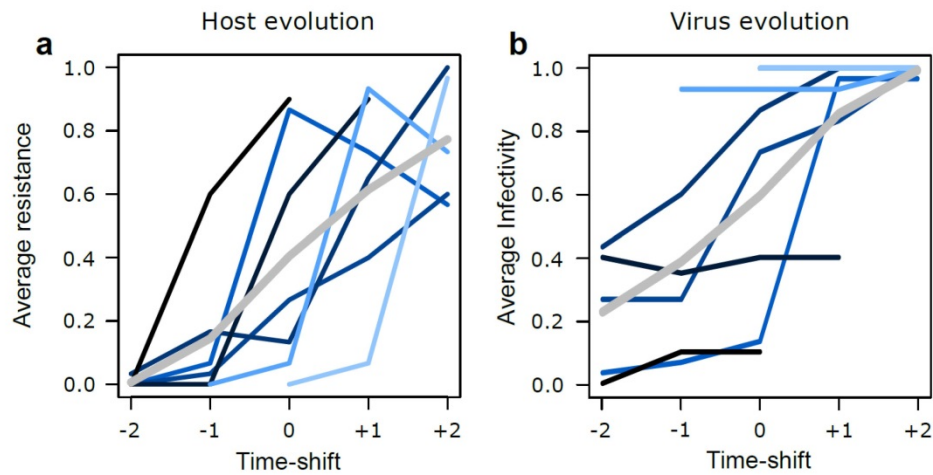 Host evolution
a
1.0
0.8
0.6
0.4
0.2
0.0
Average resistance
-2 -1 0 +1 +2
Time-shift
Virus evolution
b
1.0
0.8
0.6
0.4
0.2
0.0
Average Infectivity
-2 -1 0 +1 +2
Time-shift